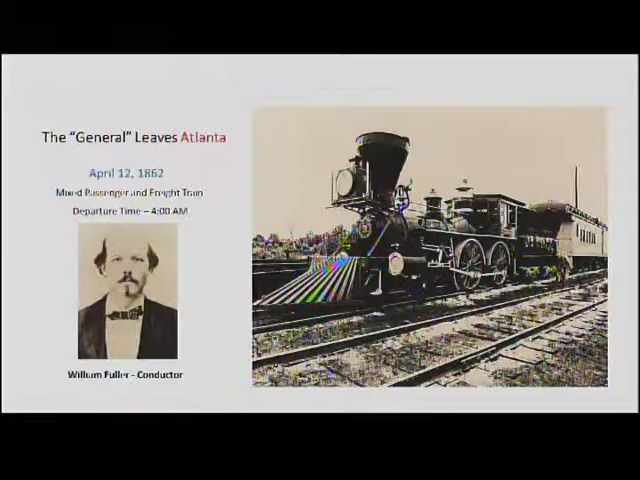 The “General” Leaves Atlanta
April 12, 1862
Mixed Passenger and Freight Train
Departure Time – 4:00 AM
William Fuller - Conductor